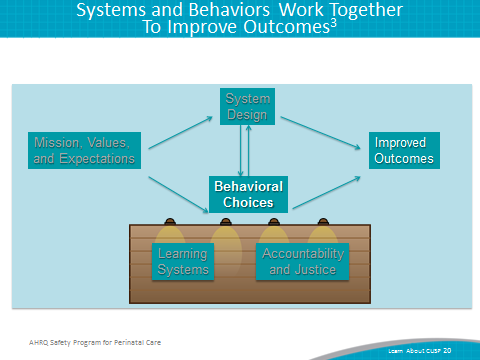 Systems and Behaviors Work Together
To Improve Outcomes3
System
Design
Mission, Values,
and Expectations
Improved
Outcomes
Behavioral
Choices
Learning
Systems
Accountability
and Justice
AHRQ Safety Program for Perinatal Care
Learn About CUSP 20